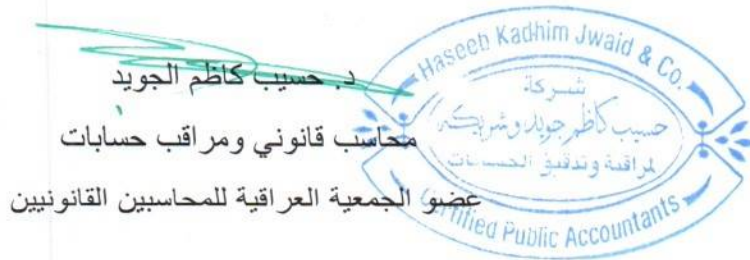 د. حسيب كاظم الجويد
محاسب قانوني ومراقب حسابات
عضو الجمعية العراقية للمحاسبين القانونيين
Haseeb Kadhim Jwaid & Co.
شركة
حسيب كاظم جويد وشريكه
لمراقبة وتدقيق الحسابات
Certified Public Accountants